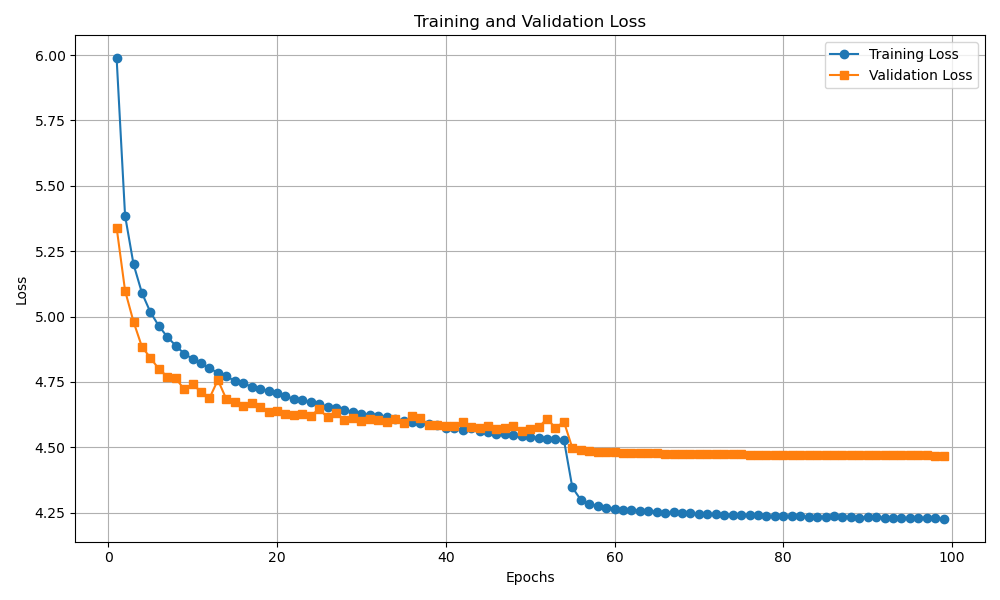 Training and Validation Loss
Training Loss
Validation Loss
Loss
6.00
5.75
5.50
5.25
5.00
4.75
4.50
4.25
0
20
40
60
80
100
Epochs